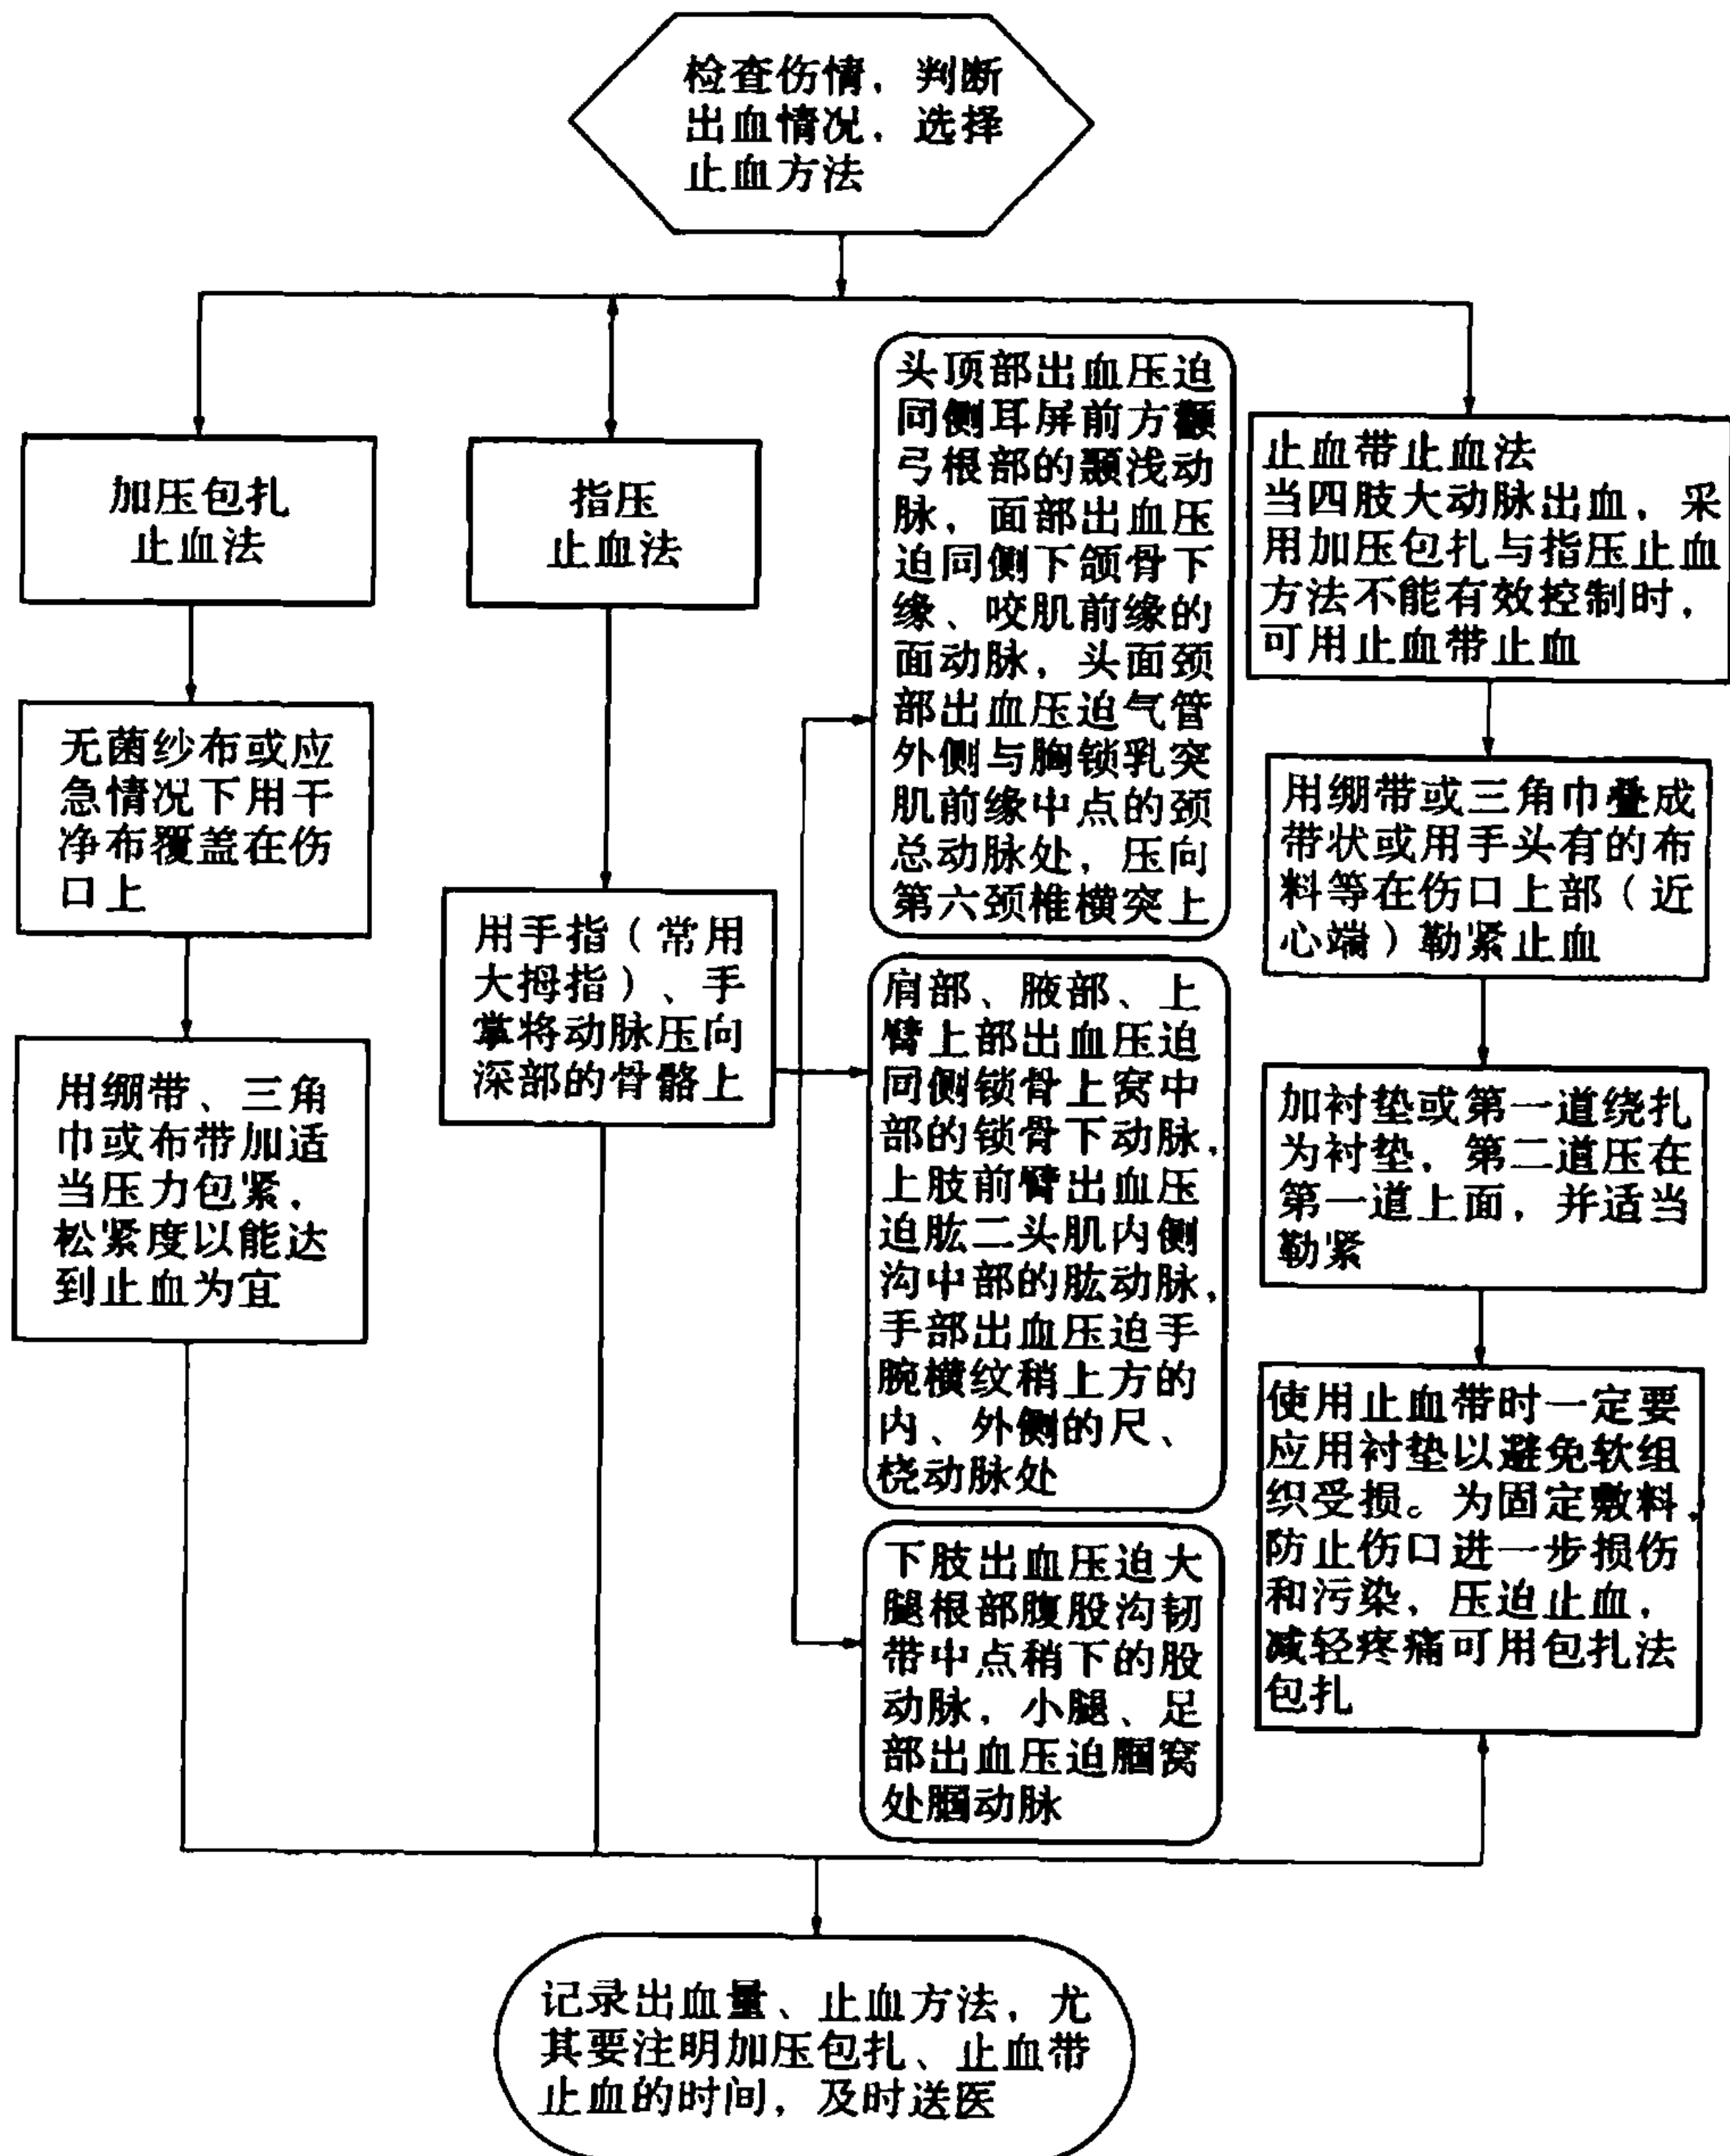 检查伤情，判断
出血情况，选择
止血方法
加压包扎
止血法
无菌纱布或应
急情况下用干
净布覆盖在伤
口上
用绷带、三角
巾或布带加适
当压力包紧，
松紧度以能达
到止血为宜
指压
止血法
用手指（常用
大拇指）、手
掌将动脉压向
深部的骨骼上
头顶部出血压迫
同侧耳屏前方颧
弓根部的颞浅动
脉，面部出血压
迫同侧下颌骨下
缘、咬肌前缘的
面动脉，头面颈
部出血压迫气管
外侧与胸锁乳突
肌前缘中点的颈
总动脉处，压向
第六颈椎横突上
肩部、腋部、上
臂上部出血压迫
同侧锁骨上窝中
部的锁骨下动脉，
上肢前臂出血压
迫肱二头肌内侧
沟中部的肱动脉，
手部出血压迫手
腕横纹稍上方的
内、外侧的尺、
桡动脉处
下肢出血压迫大
腿根部腹股沟韧
带中点稍下的股
动脉，小腿、足
部出血压迫腘窝
处腘动脉
止血带止血法
当四肢大动脉出血，采
用加压包扎与指压止血
方法不能有效控制时，
可用止血带止血
用绷带或三角巾叠成
带状或用手头有的布
料等在伤口上部（近
心端）勒紧止血
加衬垫或第一道绕扎
为衬垫，第二道压在
第一道上面，并适当
勒紧
使用止血带时一定要
应用衬垫以避免软组
织受损。为固定敷料，
防止伤口进一步损伤
和污染，压迫止血，
减轻疼痛可用包扎法
包扎
记录出血量、止血方法，尤
其要注明加压包扎、止血带
止血的时间，及时送医